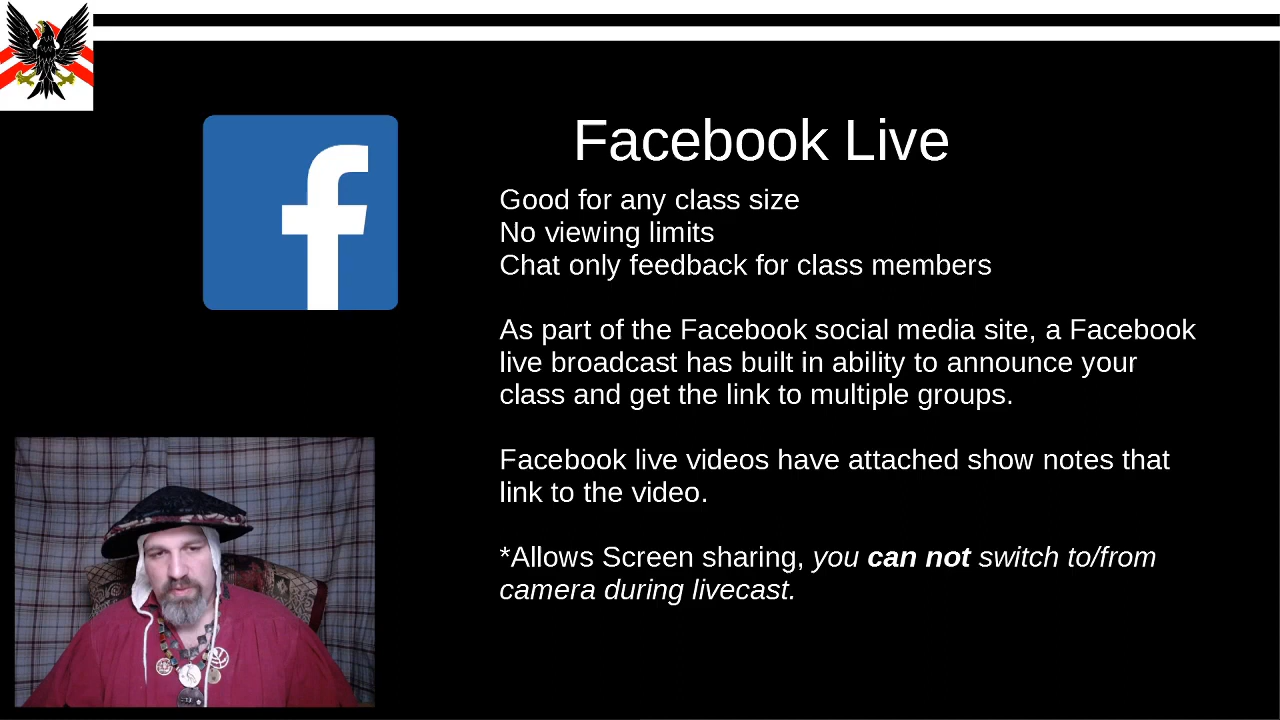 Facebook Live
Good for any class size
No viewing limits
Chat only feedback for class members
As part of the Facebook social media site, a Facebook
live broadcast has built in ability to announce your
class and get the link to multiple groups.
Facebook live videos have attached show notes that
link to the video.
*Allows Screen sharing, you can not switch to/from
camera during livecast.